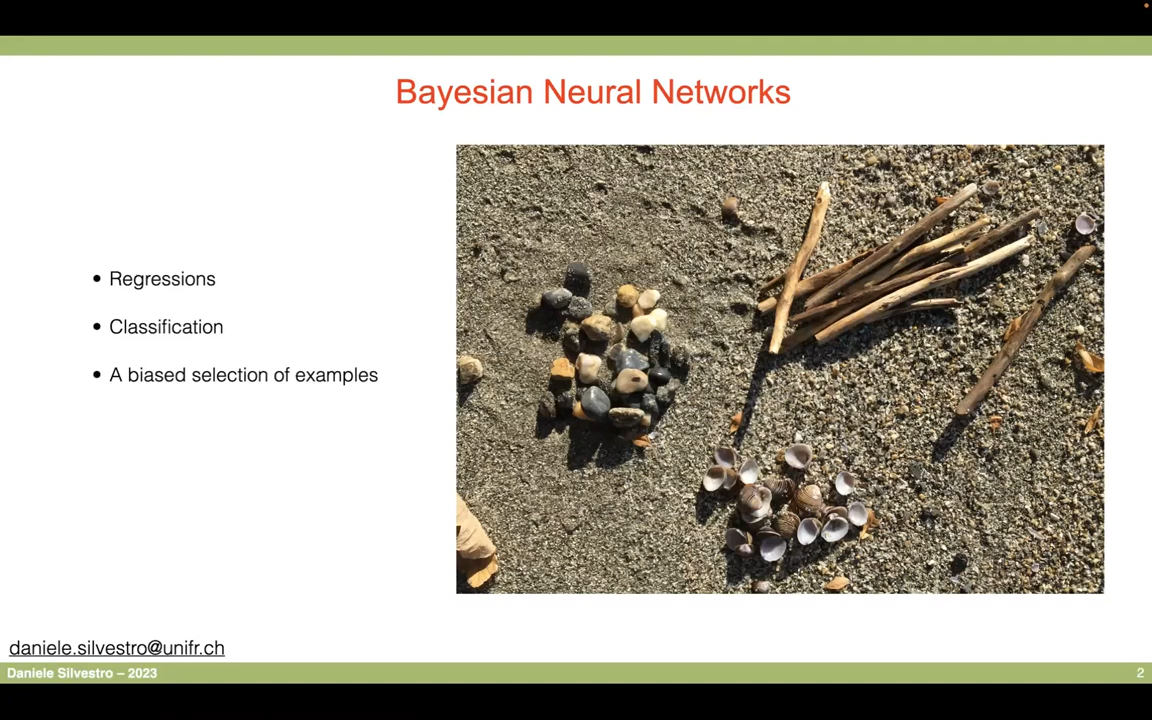 Bayesian Neural Networks
• Regressions
• Classification
• A biased selection of examples
daniele.silvestro@unifr.ch
Daniele Silvestro – 2023
2